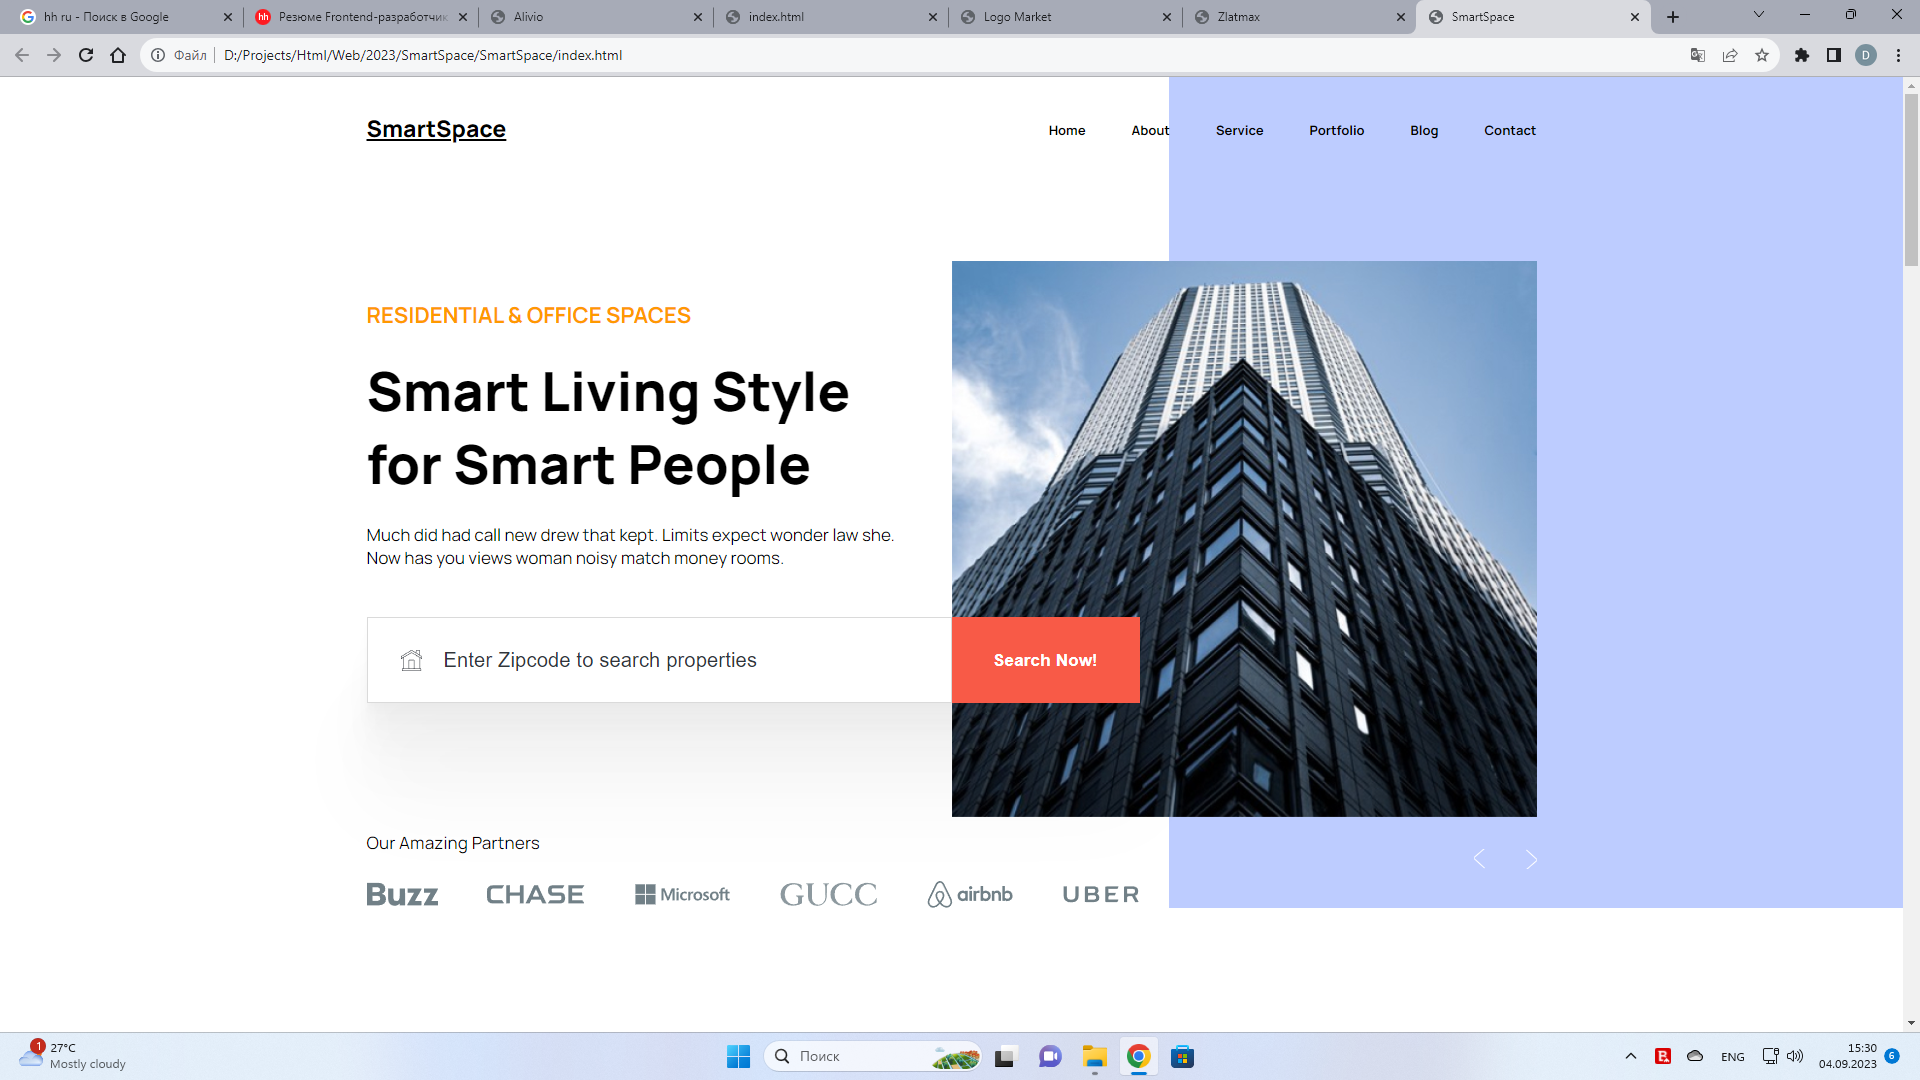 hh ru - Поиск в Google
Резюме Frontend-разработчик
Alivio
index.html
Logo Market
Zlatmax
SmartSpace
Файл
D:/Projects/Html/Web/2023/SmartSpace/SmartSpace/index.html
D
SmartSpace
Home
About
Service
Portfolio
Blog
Contact
RESIDENTIAL & OFFICE SPACES
Smart Living Style
for Smart People
Much did had call new drew that kept. Limits expect wonder law she.
Now has you views woman noisy match money rooms.
Enter Zipcode to search properties
Search Now!
Our Amazing Partners
Buzz
CHASE
Microsoft
GUCC
airbnb
UBER
1
27°C
Mostly cloudy
Поиск
ENG
15:30
04.09.2023
6